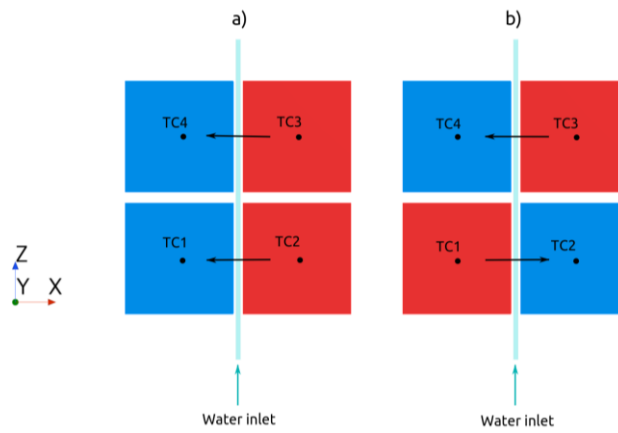 a)
b)
TC4
TC3
TC4
TC3
TC1
TC2
TC1
TC2
Z
Y
X
Water inlet
Water inlet